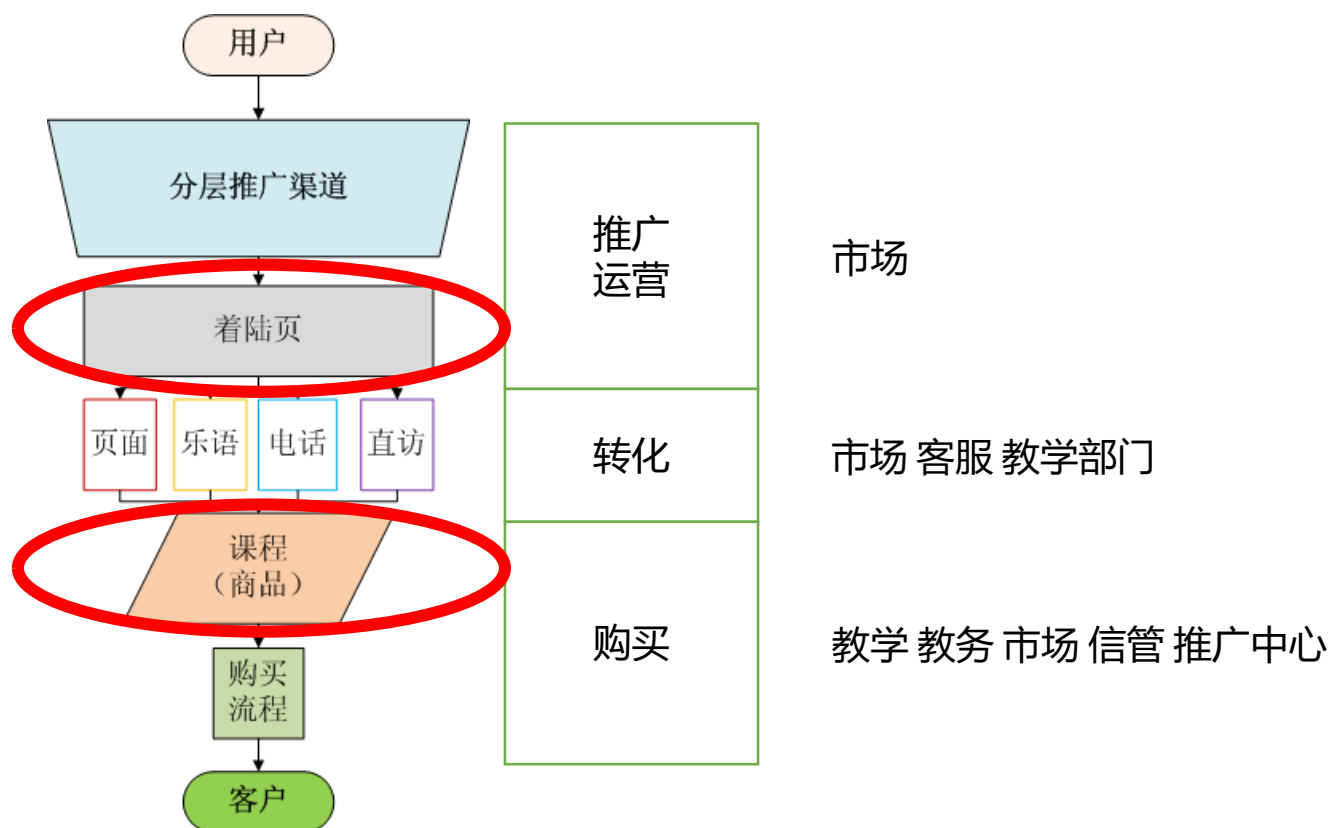 用户
分层推广渠道
着陆页
页面 乐语 电话 直访
课程
（商品）
购买
流程
客户
推广
运营
市场
转化
市场 客服 教学部门
购买
教学 教务 市场 信管 推广中心